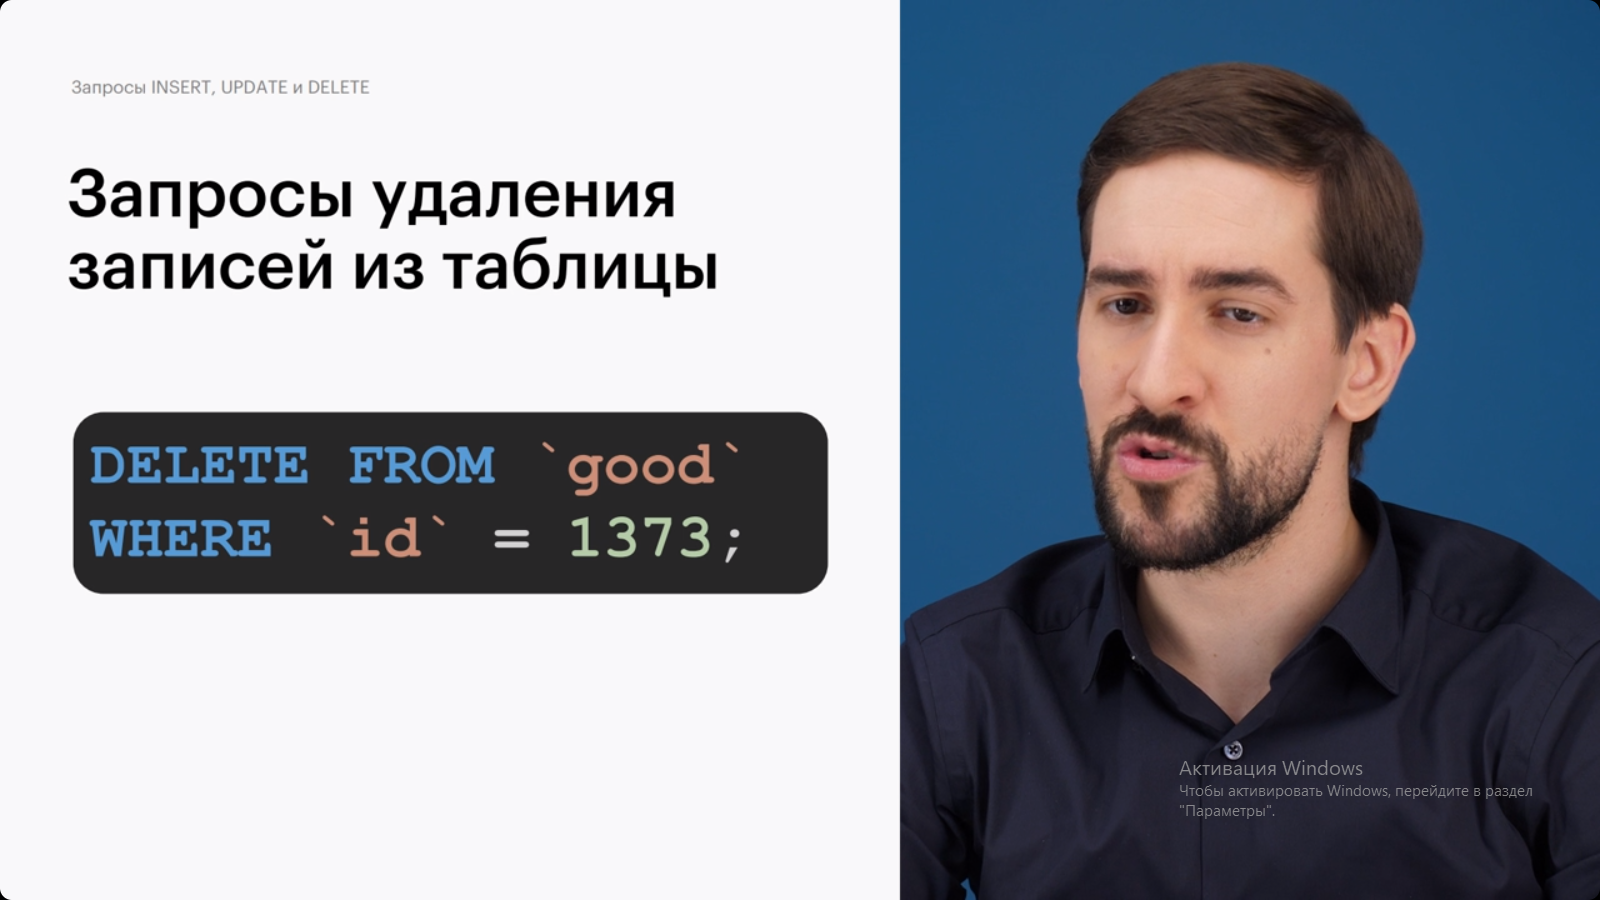 Запросы INSERT, UPDATE и DELETE
Запросы удаления
записей из таблицы
DELETE FROM `good`
WHERE `id` = 1373;
Активация Windows
Чтобы активировать Windows, перейдите в раздел
"Параметры".